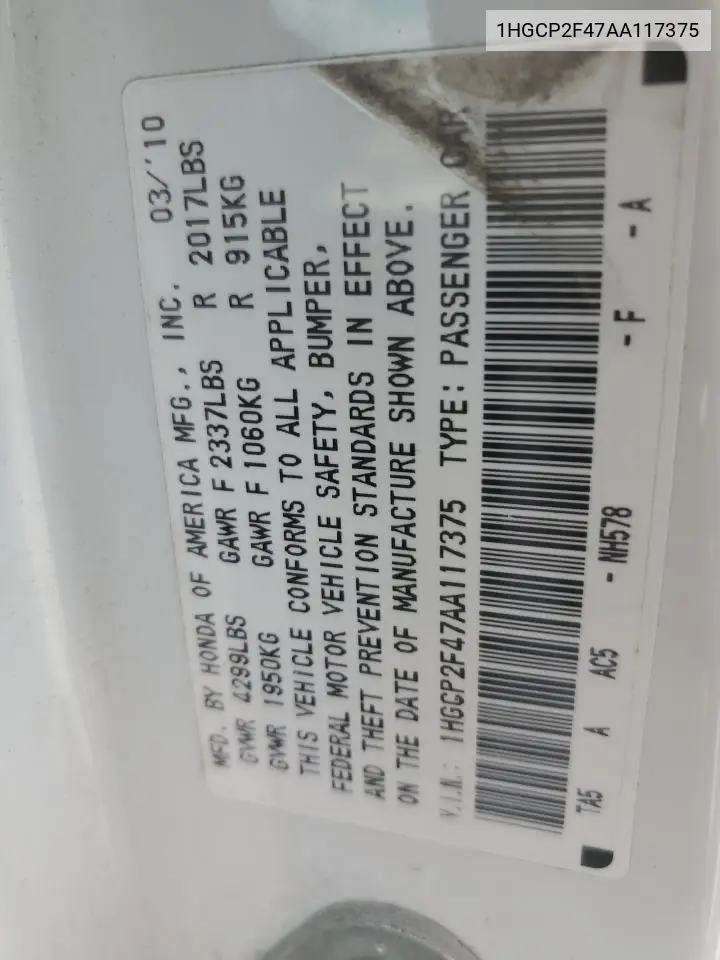 1HGCP2F47AA117375
MFD. BY HONDA OF AMERICA MFG., INC. 03/'10
GVWR 4299LBS GAWR F 2337LBS R 2017LBS
GVWR 1950KG GAWR F 1060KG R 915KG
THIS VEHICLE CONFORMS TO ALL APPLICABLE
FEDERAL MOTOR VEHICLE SAFETY, BUMPER,
AND THEFT PREVENTION STANDARDS IN EFFECT
ON THE DATE OF MANUFACTURE SHOWN ABOVE.
V.I.N.: 1HGCP2F47AA117375 TYPE: PASSENGER CAR
TA5 A AC5 - NH578 - F - A